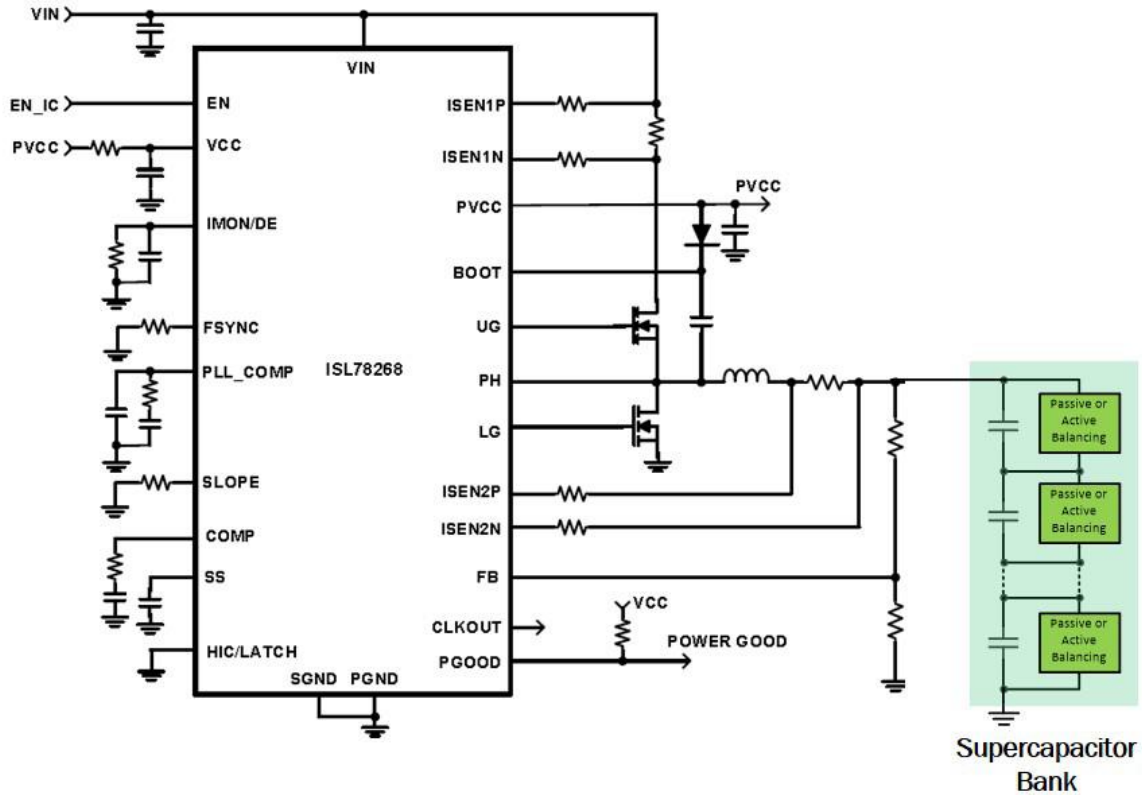 VIN
VIN
EN_IC
EN
PVCC
VCC
IMON/DE
FSYNC
PLL_COMP
SLOPE
COMP
SS
HIC/LATCH
ISL78268
SGND
PGND
ISEN1P
ISEN1N
PVCC
PVCC
BOOT
UG
PH
LG
ISEN2P
ISEN2N
FB
VCC
CLKOUT
POWER GOOD
PGOOD
Passive or
Active
Balancing
Passive or
Active
Balancing
Passive or
Active
Balancing
Supercapacitor
Bank